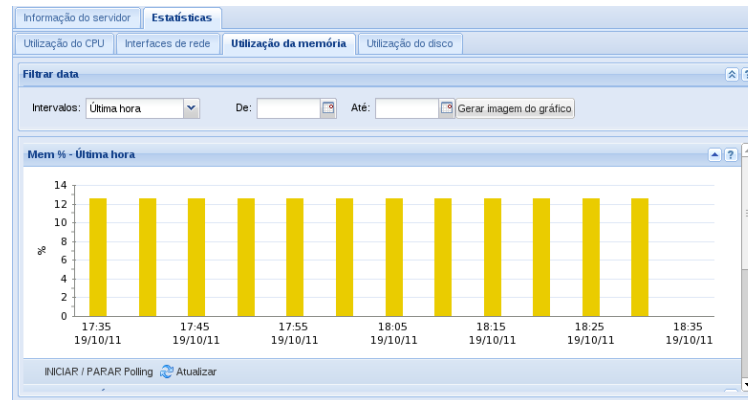 Informação do servidor Estatísticas
Utilização do CPU Interfaces de rede Utilização da memória Utilização do disco
Filtrar data ?
Intervalos: Última hora De: Até: Gerar imagem do gráfico
Mem % - Última hora ?
14
12
10
8
6
4
2
0
%
17:35 17:45 17:55 18:05 18:15 18:25 18:35
19/10/11 19/10/11 19/10/11 19/10/11 19/10/11 19/10/11 19/10/11
INICIAR / PARAR Polling Atualizar